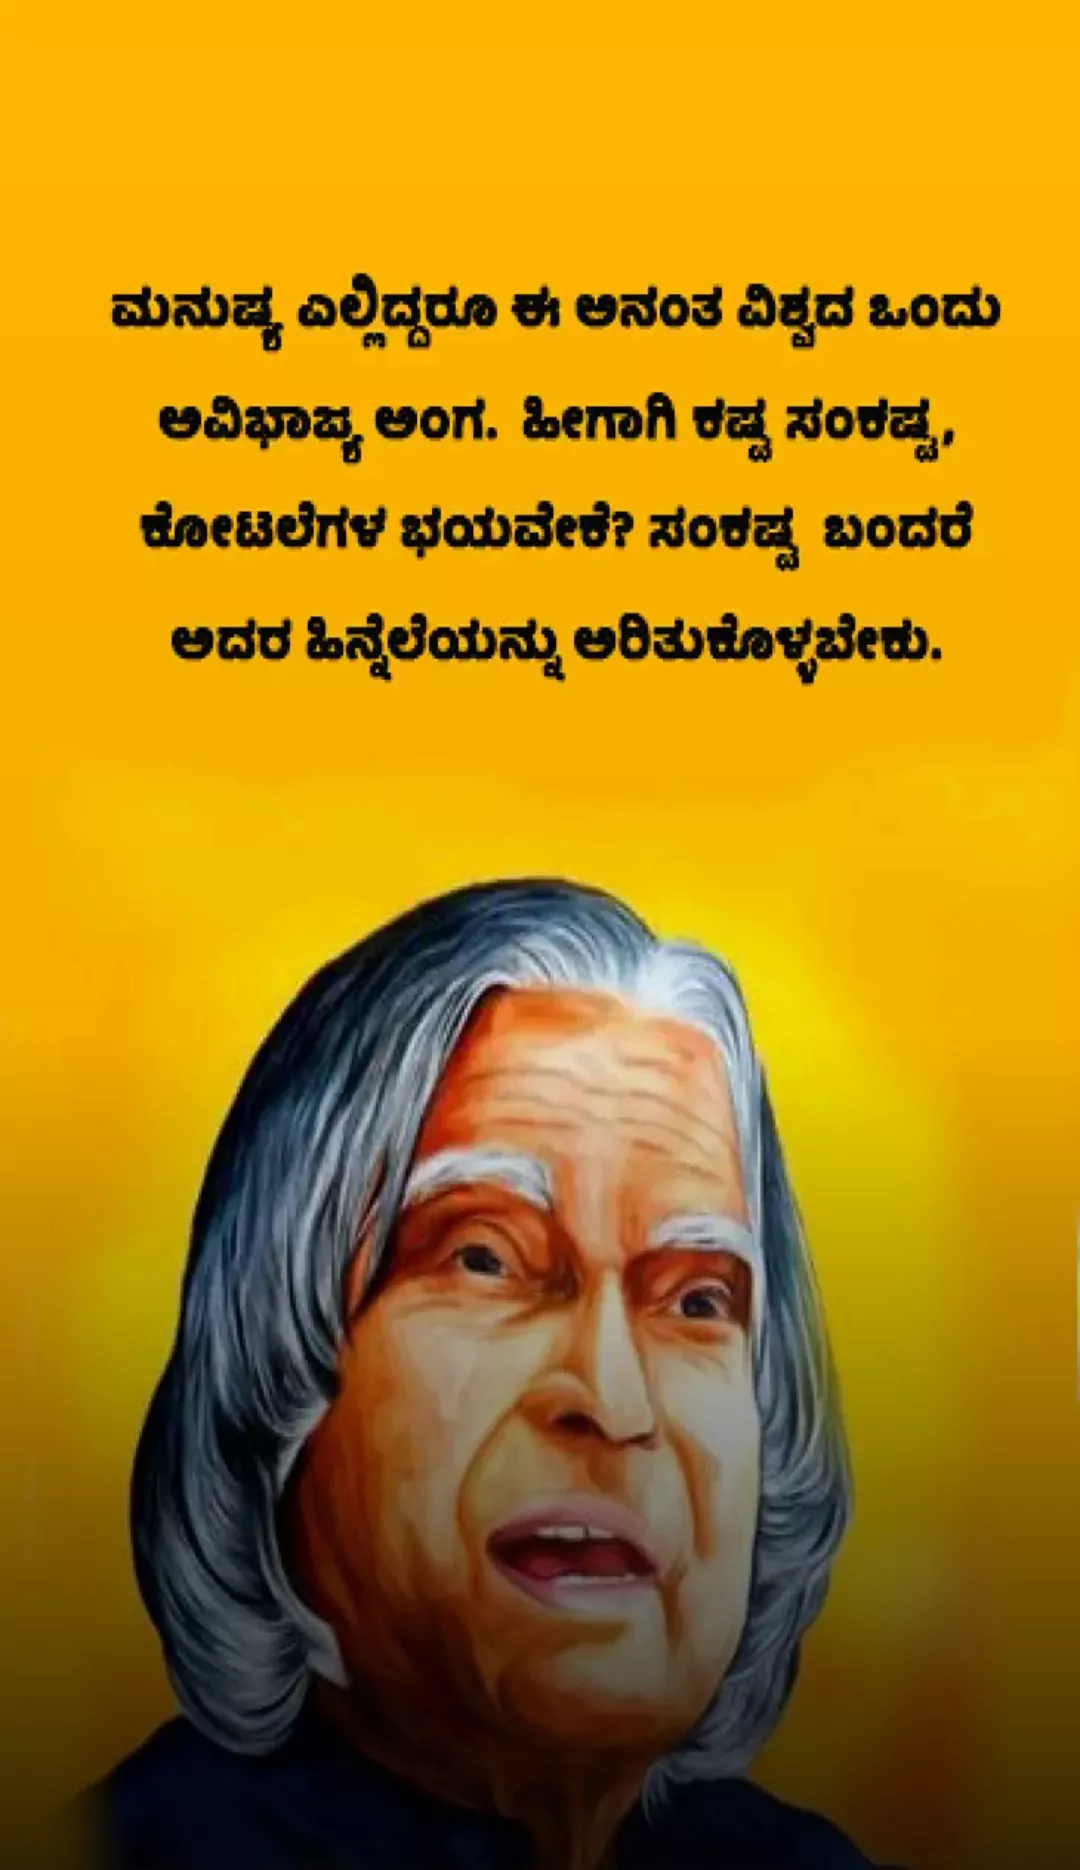 ಮನುಷ್ಯ ಎಲ್ಲಿದ್ದರೂ ಈ ಅನಂತ ವಿಶ್ವದ ಒಂದು
ಅವಿಭಾಜ್ಯ ಅಂಗ. ಹೀಗಾಗಿ ಕಷ್ಟ ಸಂಕಷ್ಟ,
ಕೋಟಲೆಗಳ ಭಯವೇಕೆ? ಸಂಕಷ್ಟ ಬಂದರೆ
ಅದರ ಹಿನ್ನೆಲೆಯನ್ನು ಅರಿತುಕೊಳ್ಳಬೇಕು.